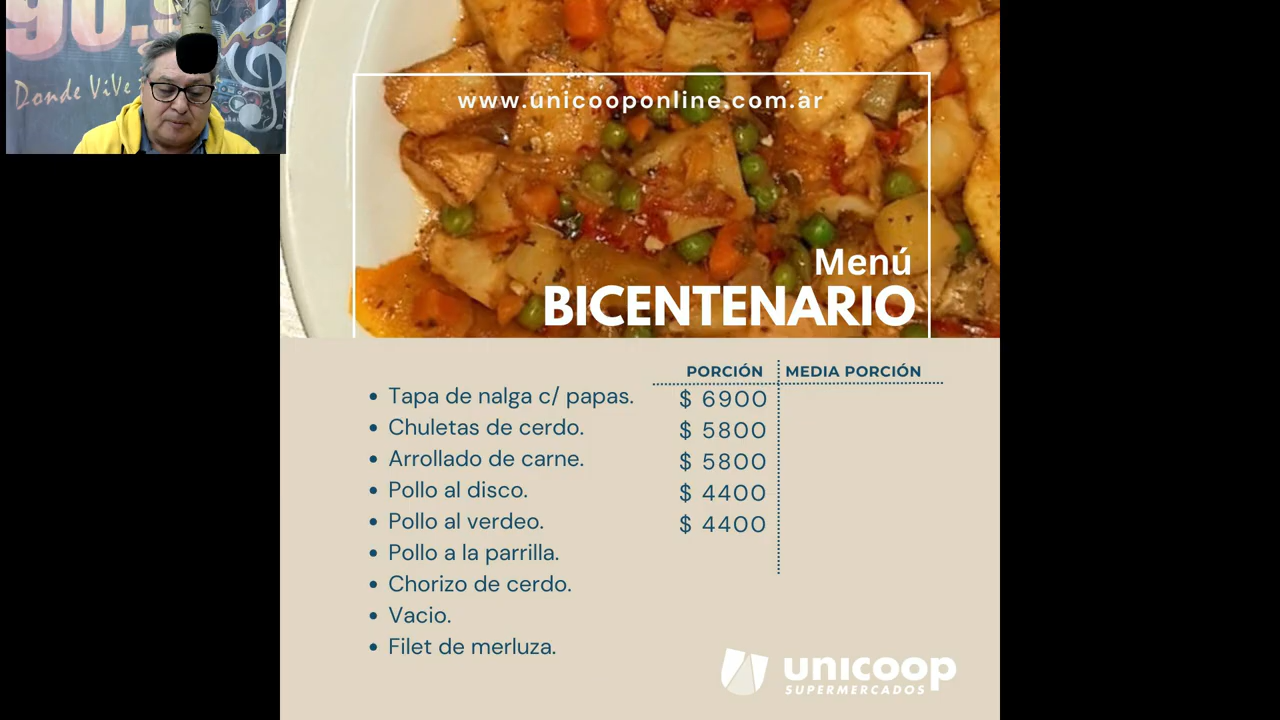 90.9
Donde ViVe
www.unicooponline.com.ar
Menú
BICENTENARIO
PORCIÓN MEDIA PORCIÓN
• Tapa de nalga c/ papas. $ 6900
• Chuletas de cerdo. $ 5800
• Arrollado de carne. $ 5800
• Pollo al disco. $ 4400
• Pollo al verdeo. $ 4400
• Pollo a la parrilla.
• Chorizo de cerdo.
• Vacio.
• Filet de merluza.
unicoop
SUPERMERCADOS